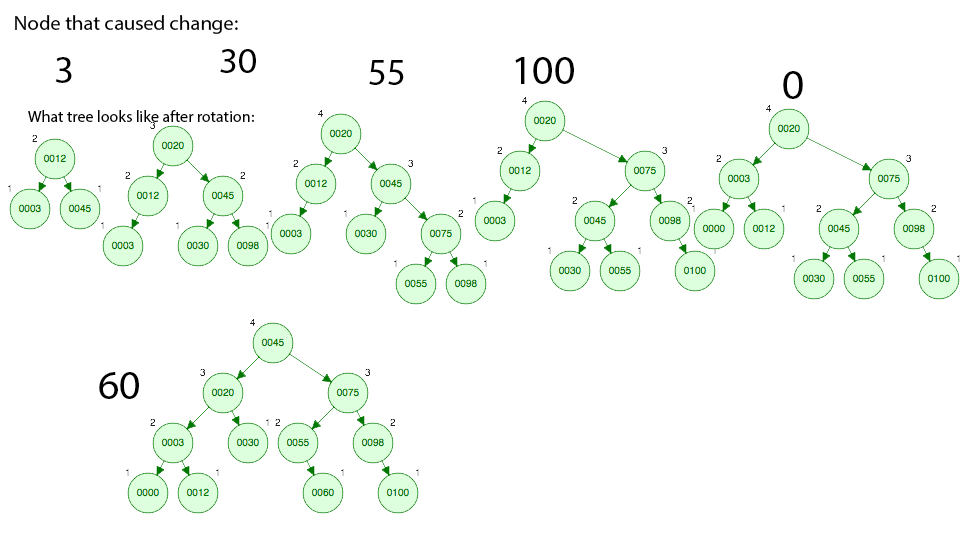 Node that caused change:
3 30 55 100 0
What tree looks like after rotation:
2
0012
1 1
0003 0045
3
0020
2 2
0012 0045
1 1 1
0003 0030 0098
4
0020
2 3
0012 0045
1 1 2
0003 0030 0075
1 1
0055 0098
4
0020
2 3
0012 0075
1 2 2
0003 0045 0098
1 1 1
0030 0055 0100
4
0020
2 3
0003 0075
1 1 2 2
0000 0012 0045 0098
1 1 1
0030 0055 0100
60
4
0045
3 3
0020 0075
2 1 2 2
0003 0030 0055 0098
1 1 1 1
0000 0012 0060 0100